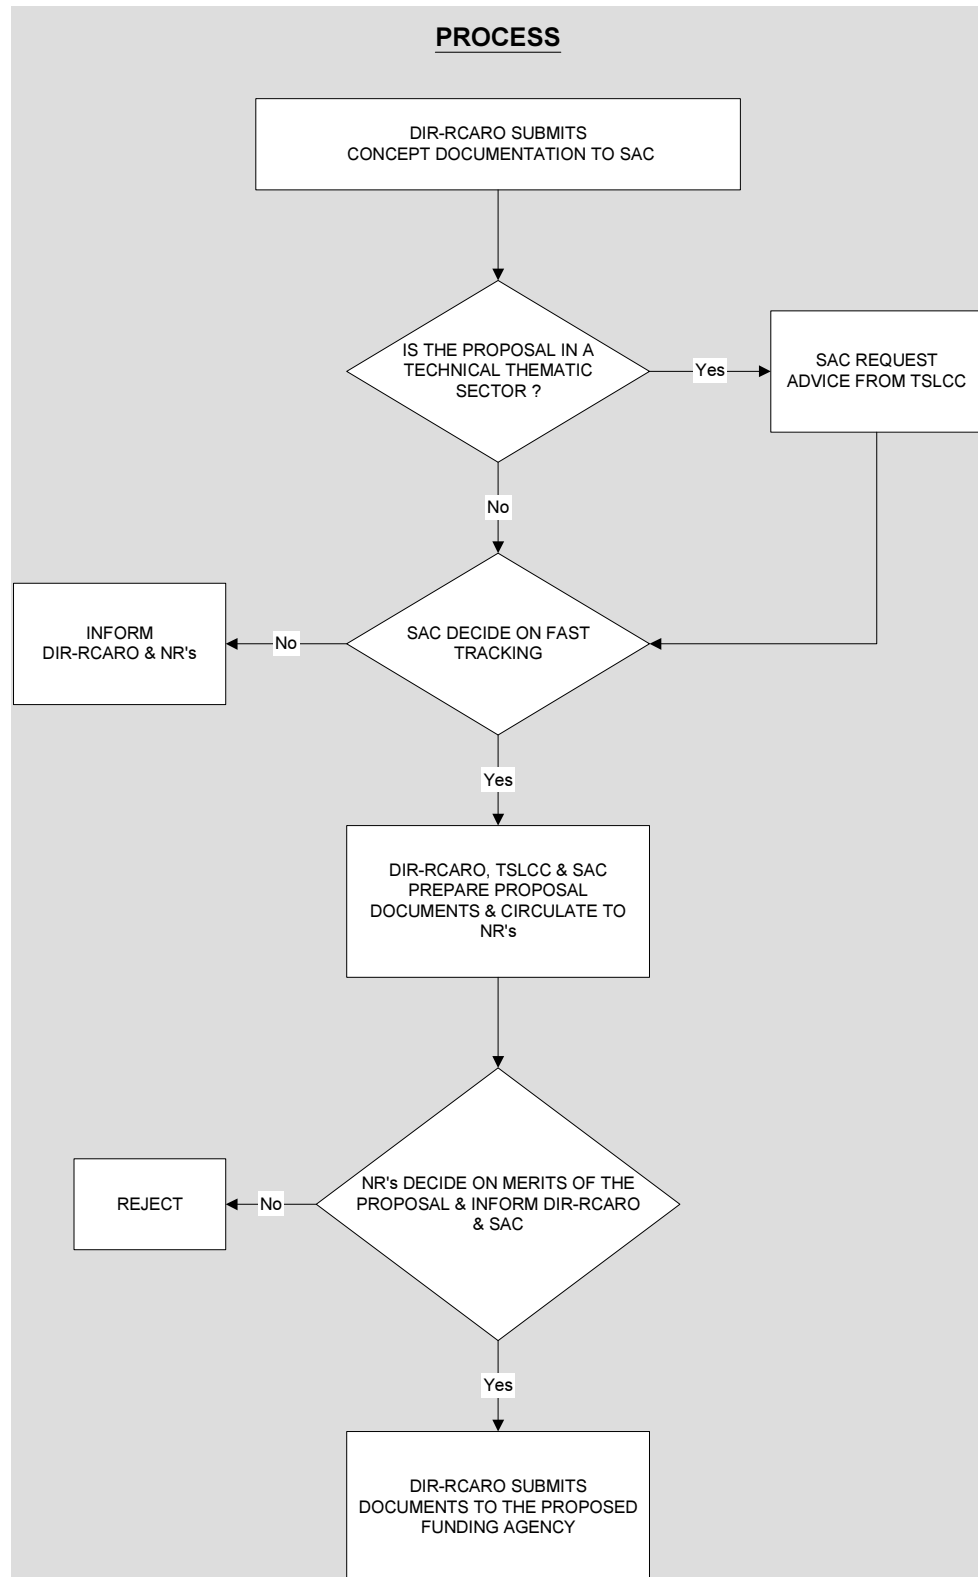 PROCESS
DIR-RCARO SUBMITS
CONCEPT DOCUMENTATION TO SAC
IS THE PROPOSAL IN A
TECHNICAL THEMATIC
SECTOR ?
Yes
SAC REQUEST
ADVICE FROM TSLCC
No
SAC DECIDE ON FAST
TRACKING
No
INFORM
DIR-RCARO & NR's
Yes
DIR-RCARO, TSLCC & SAC
PREPARE PROPOSAL
DOCUMENTS & CIRCULATE TO
NR's
NR's DECIDE ON MERITS OF THE
PROPOSAL & INFORM DIR-RCARO
& SAC
No
REJECT
Yes
DIR-RCARO SUBMITS
DOCUMENTS TO THE PROPOSED
FUNDING AGENCY